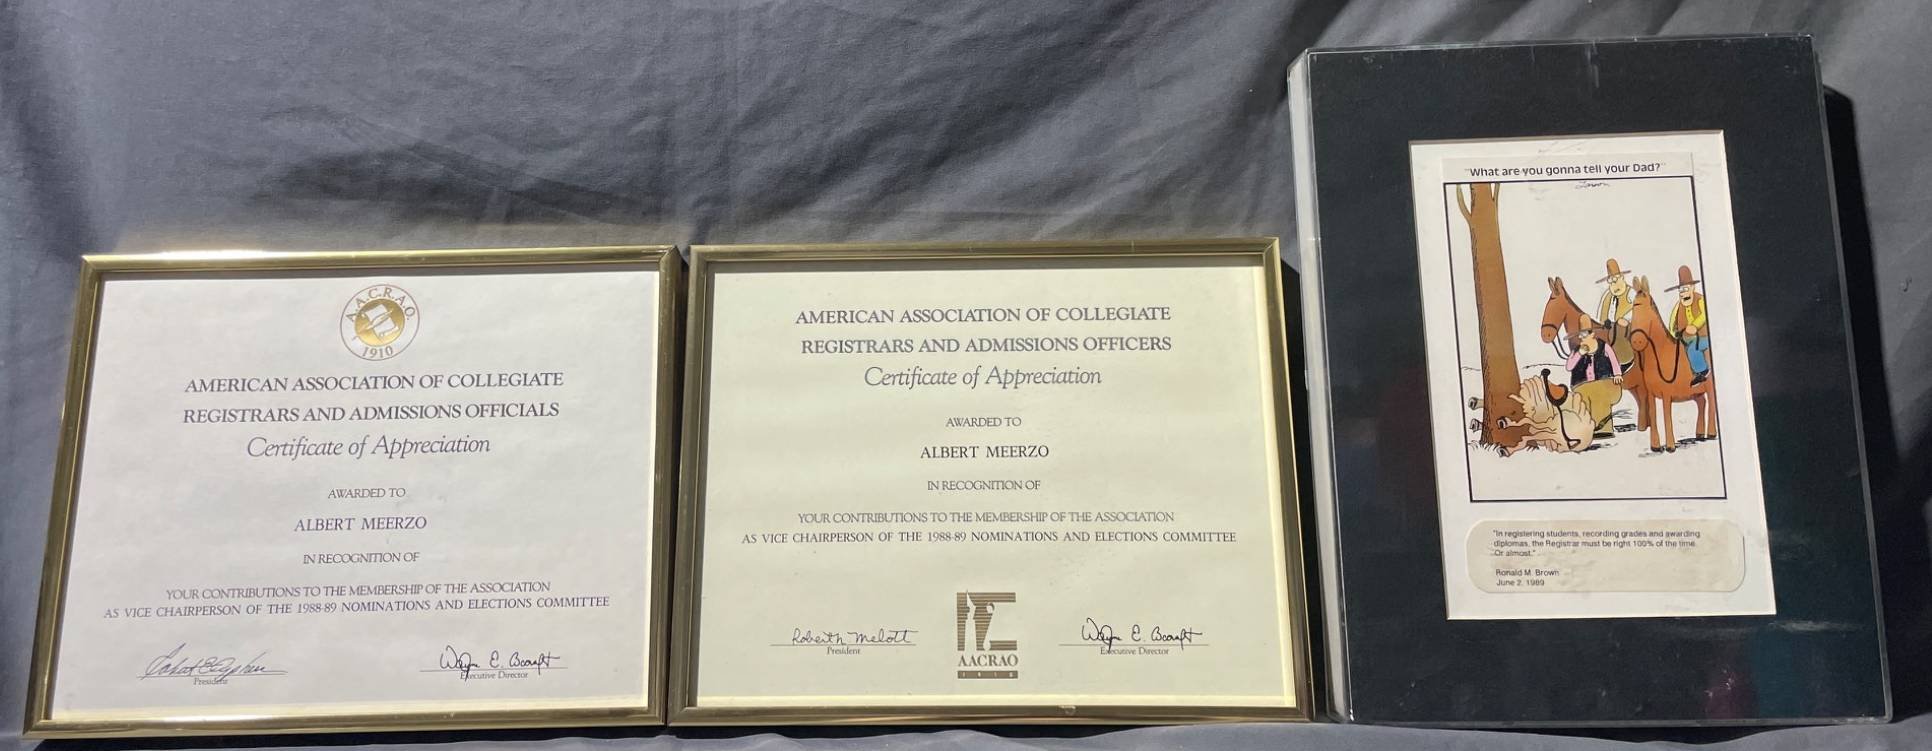 A.A.C.R.A.O.
1910
AMERICAN ASSOCIATION OF COLLEGIATE
REGISTRARS AND ADMISSIONS OFFICIALS
Certificate of Appreciation
AWARDED TO
ALBERT MEERZO
IN RECOGNITION OF
YOUR CONTRIBUTIONS TO THE MEMBERSHIP OF THE ASSOCIATION
AS VICE CHAIRPERSON OF THE 1988-89 NOMINATIONS AND ELECTIONS COMMITTEE
President
Wayne E. Becraft
Executive Director
AMERICAN ASSOCIATION OF COLLEGIATE
REGISTRARS AND ADMISSIONS OFFICERS
Certificate of Appreciation
AWARDED TO
ALBERT MEERZO
IN RECOGNITION OF
YOUR CONTRIBUTIONS TO THE MEMBERSHIP OF THE ASSOCIATION
AS VICE CHAIRPERSON OF THE 1988-89 NOMINATIONS AND ELECTIONS COMMITTEE
Melott
President
AACRAO
1910
Wayne E. Becraft
Executive Director
"What are you gonna tell your Dad?"
Larson
"In registering students, recording grades and awarding
diplomas, the Registrar must be right 100% of the time.
Or almost."
Ronald M. Brown
June 2, 1989